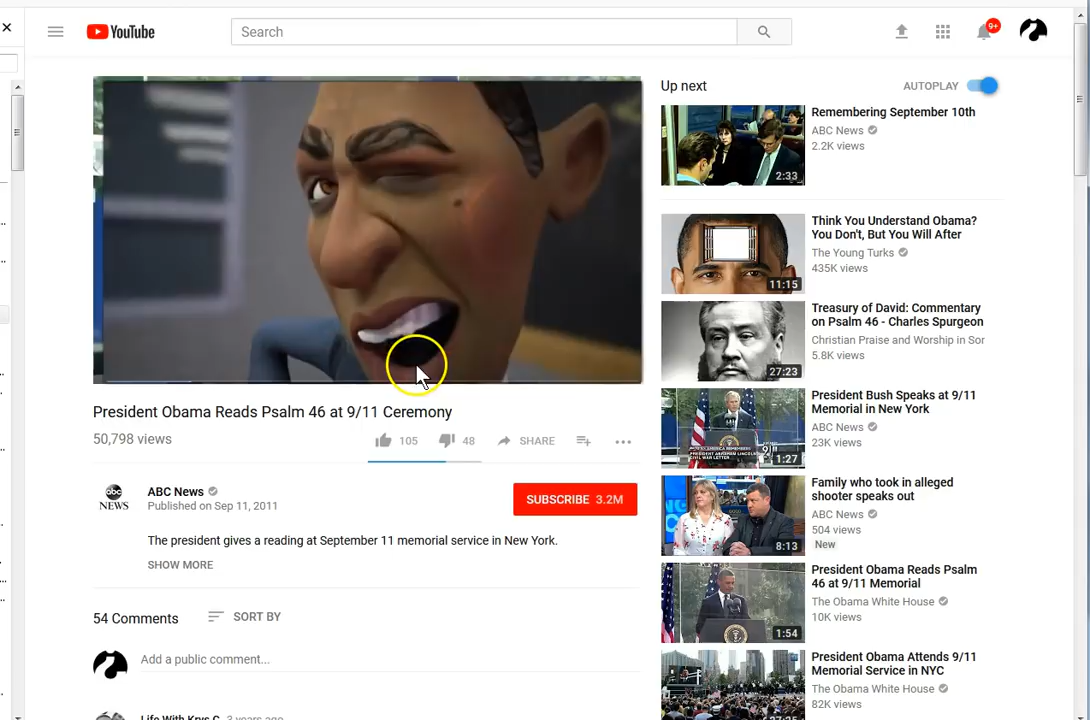 YouTube
Search
9+
Up next
AUTOPLAY
Remembering September 10th
ABC News
2.2K views
2:33
Think You Understand Obama?
You Don't, But You Will After
The Young Turks
435K views
11:15
Treasury of David: Commentary
on Psalm 46 - Charles Spurgeon
Christian Praise and Worship in Sor
5.8K views
27:23
President Bush Speaks at 9/11
Memorial in New York
ABC News
23K views
1:27
Family who took in alleged
shooter speaks out
ABC News
504 views
New
8:13
President Obama Reads Psalm
46 at 9/11 Memorial
The Obama White House
10K views
1:54
President Obama Attends 9/11
Memorial Service in NYC
The Obama White House
82K views
President Obama Reads Psalm 46 at 9/11 Ceremony
50,798 views
105
48
SHARE
abc
NEWS
ABC News
Published on Sep 11, 2011
SUBSCRIBE 3.2M
The president gives a reading at September 11 memorial service in New York.
SHOW MORE
54 Comments
SORT BY
Add a public comment...
Life With Krys C. 3 years ago